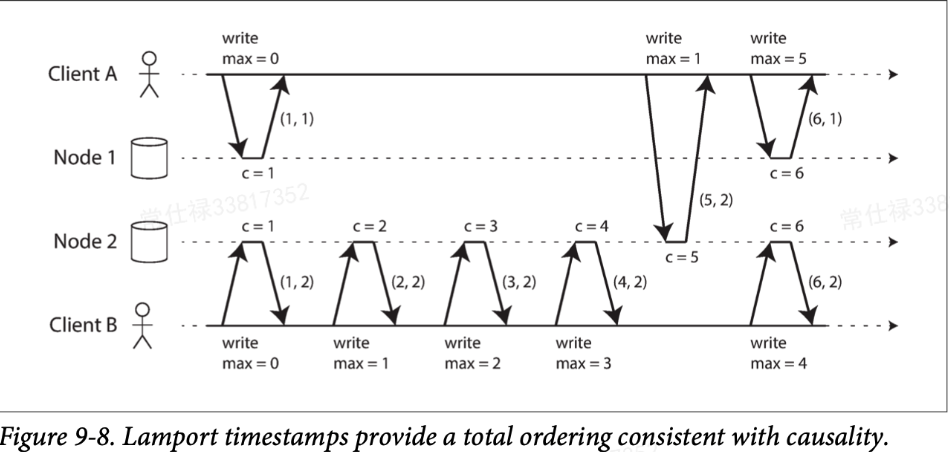 write
max = 0
write
max = 1
write
max = 5
Client A
(1, 1)
(6, 1)
Node 1
c = 1
c = 6
常仕禄33817352
(5, 2)
常仕禄338
Node 2
c = 1
c = 2
c = 3
c = 4
c = 5
c = 6
(1, 2)
(2, 2)
(3, 2)
(4, 2)
(6, 2)
Client B
write
max = 0
write
max = 1
write
max = 2
write
max = 3
write
max = 4
Figure 9-8. Lamport timestamps provide a total ordering consistent with causality.